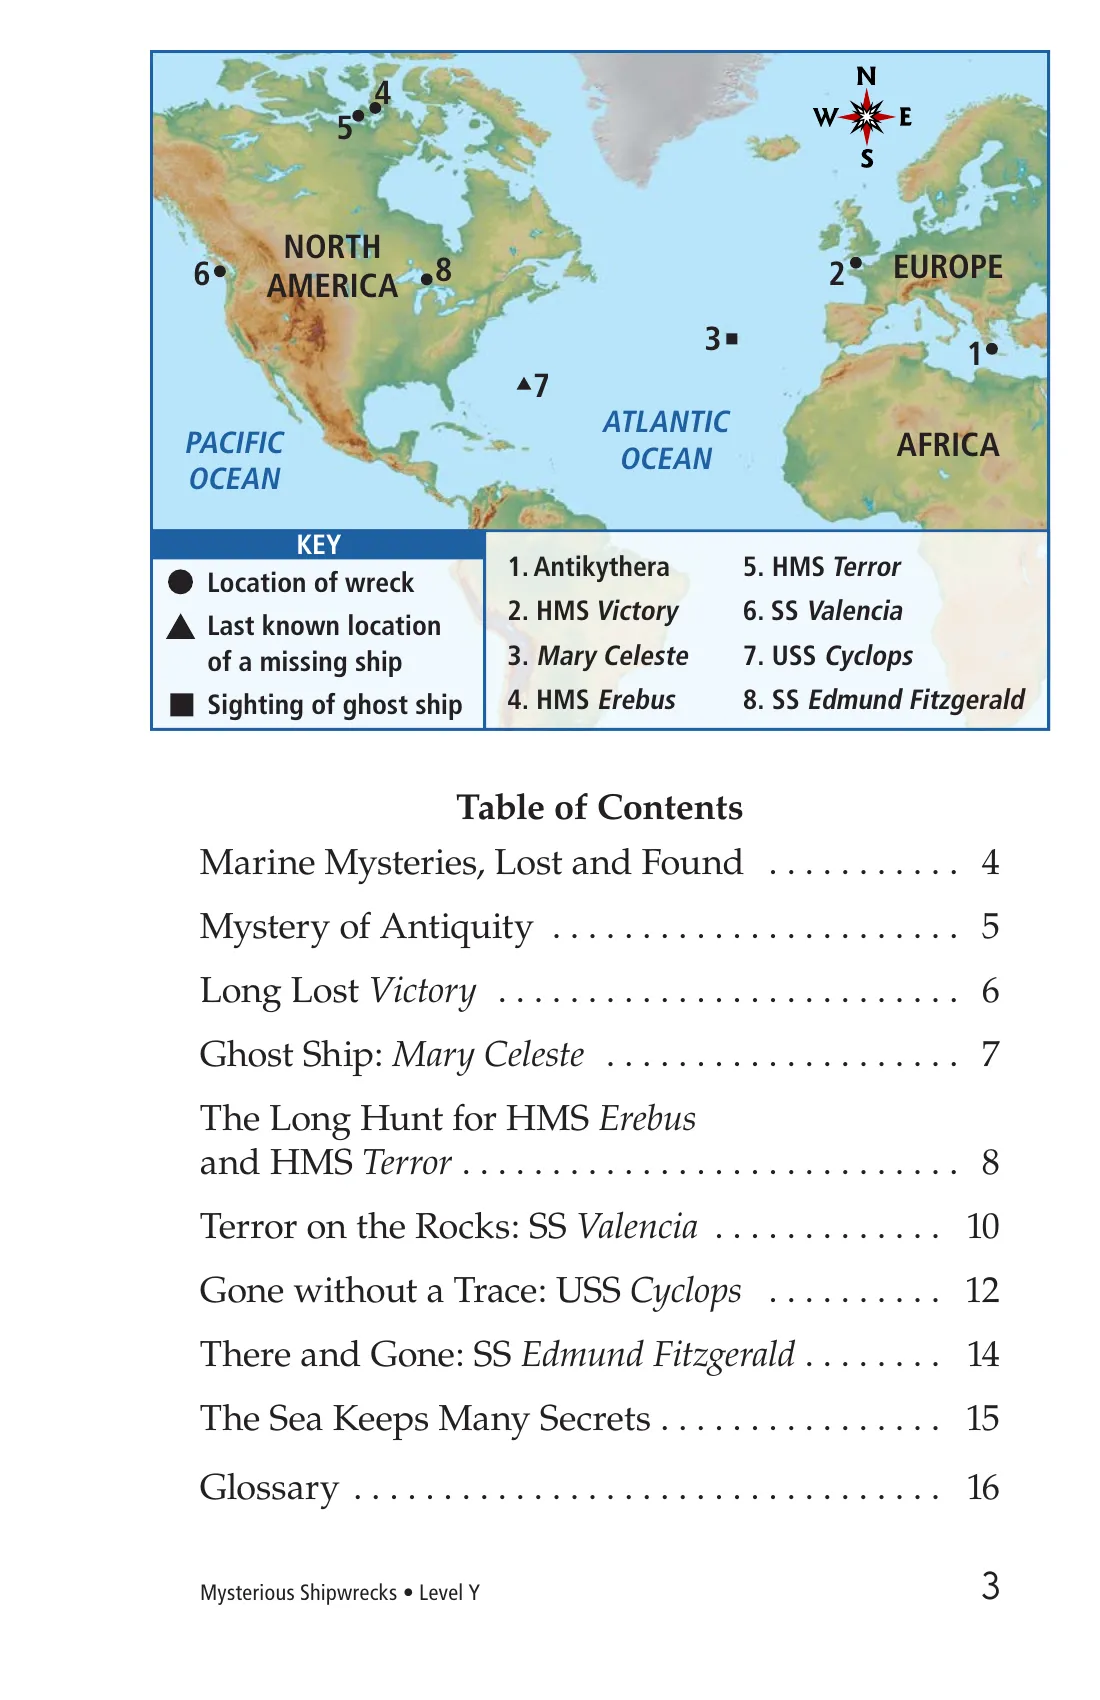 N
W E
S
4
5
NORTH
AMERICA
6
8
2
EUROPE
3
1
7
ATLANTIC
OCEAN
PACIFIC
OCEAN
AFRICA
KEY
Location of wreck
Last known location
of a missing ship
Sighting of ghost ship
1. Antikythera
2. HMS Victory
3. Mary Celeste
4. HMS Erebus
5. HMS Terror
6. SS Valencia
7. USS Cyclops
8. SS Edmund Fitzgerald
Table of Contents
Marine Mysteries, Lost and Found . . . . . . . . . . . 4
Mystery of Antiquity . . . . . . . . . . . . . . . . . . . . . . . 5
Long Lost Victory . . . . . . . . . . . . . . . . . . . . . . . . . . 6
Ghost Ship: Mary Celeste . . . . . . . . . . . . . . . . . . . . 7
The Long Hunt for HMS Erebus
and HMS Terror . . . . . . . . . . . . . . . . . . . . . . . . . . . . 8
Terror on the Rocks: SS Valencia . . . . . . . . . . . . . 10
Gone without a Trace: USS Cyclops . . . . . . . . . . 12
There and Gone: SS Edmund Fitzgerald . . . . . . . . 14
The Sea Keeps Many Secrets . . . . . . . . . . . . . . . . 15
Glossary . . . . . . . . . . . . . . . . . . . . . . . . . . . . . . . . . 16
Mysterious Shipwrecks • Level Y 3